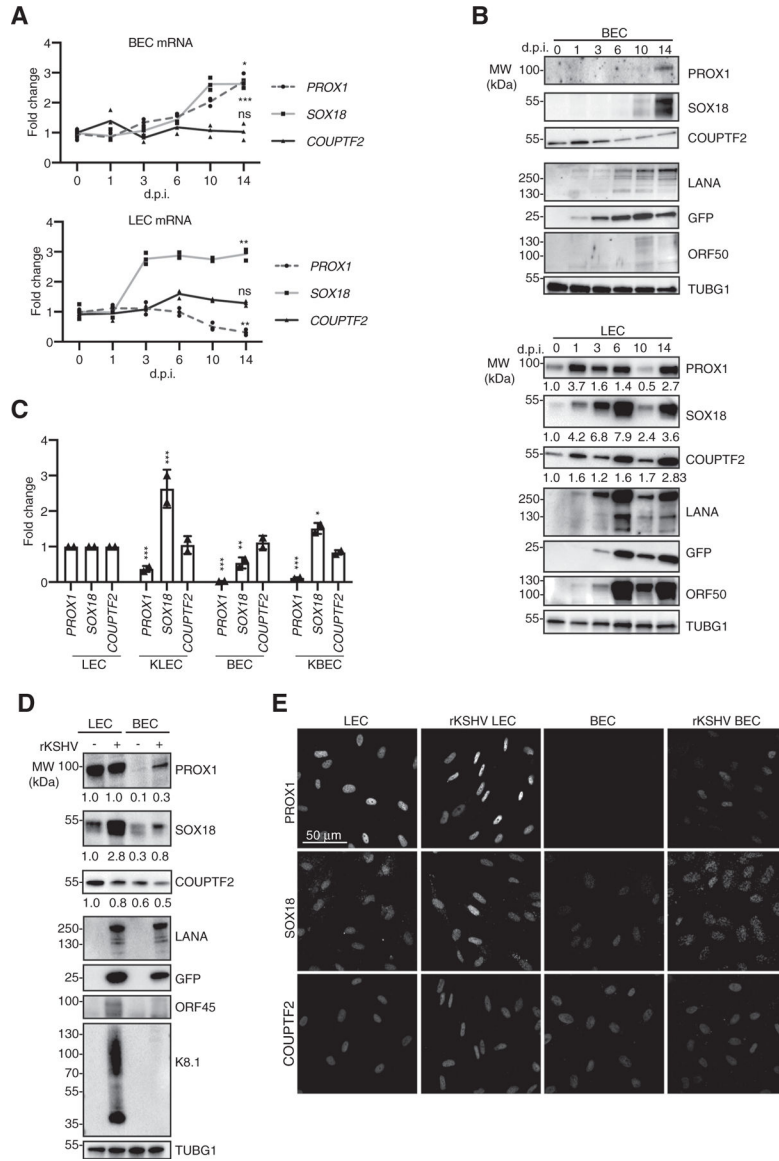 A
BEC mRNA
Fold change
4
3
2
1
0
0 1 3 6 10 14
d.p.i.
*
***
ns
PROX1
SOX18
COUPTF2
LEC mRNA
Fold change
4
3
2
1
0
0 1 3 6 10 14
d.p.i.
**
ns
**
PROX1
SOX18
COUPTF2
B
BEC
d.p.i. 0 1 3 6 10 14
MW
(kDa)
100- PROX1
55- SOX18
55- COUPTF2
250-
130-
LANA
25- GFP
130-
100-
ORF50
55- TUBG1
LEC
d.p.i. 0 1 3 6 10 14
MW
(kDa)
100- PROX1
1.0 3.7 1.6 1.4 0.5 2.7
55- SOX18
1.0 4.2 6.8 7.9 2.4 3.6
55- COUPTF2
1.0 1.6 1.2 1.6 1.7 2.83
250-
130-
LANA
25- GFP
130-
100-
ORF50
55- TUBG1
C
Fold change
4
3
2
1
0
*** *** *** ** *** *
PROX1 SOX18 COUPTF2 PROX1 SOX18 COUPTF2 PROX1 SOX18 COUPTF2 PROX1 SOX18 COUPTF2
LEC KLEC BEC KBEC
D
LEC BEC
rKSHV - + - +
MW
(kDa)
100- PROX1
1.0 1.0 0.1 0.3
55- SOX18
1.0 2.8 0.3 0.8
55- COUPTF2
1.0 0.8 0.6 0.5
250-
130-
LANA
25- GFP
100- ORF45
130-
100-
70-
55-
35-
K8.1
55- TUBG1
E
LEC rKSHV LEC BEC rKSHV BEC
PROX1
50 μm
SOX18
COUPTF2